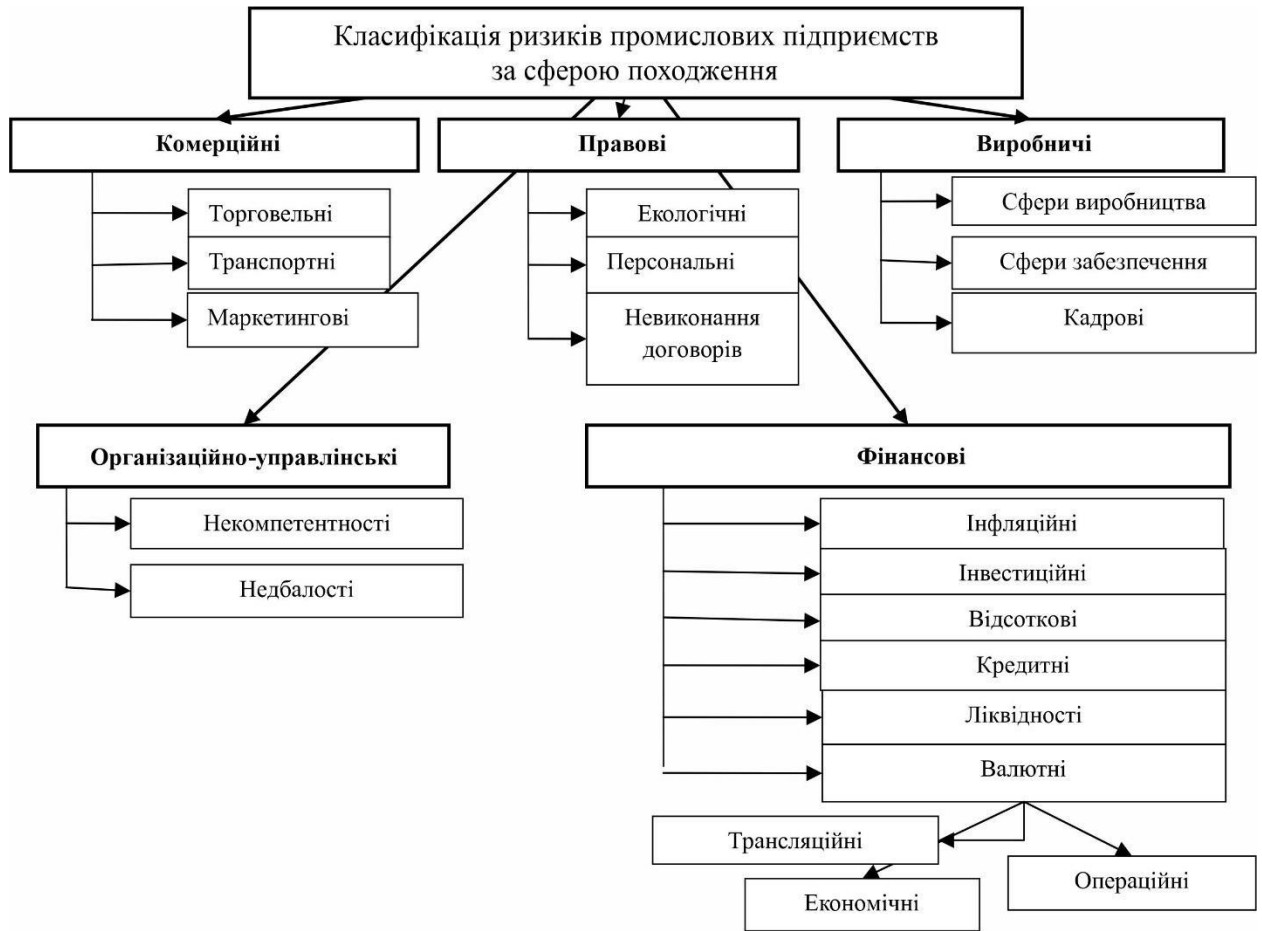 Класифікація ризиків промислових підприємств
за сферою походження
Комерційні
Торговельні
Транспортні
Маркетингові
Правові
Екологічні
Персональні
Невиконання
договорів
Виробничі
Сфери виробництва
Сфери забезпечення
Кадрові
Організаційно-управлінські
Некомпетентності
Недбалості
Фінансові
Інфляційні
Інвестиційні
Відсоткові
Кредитні
Ліквідності
Валютні
Трансляційні
Економічні
Операційні